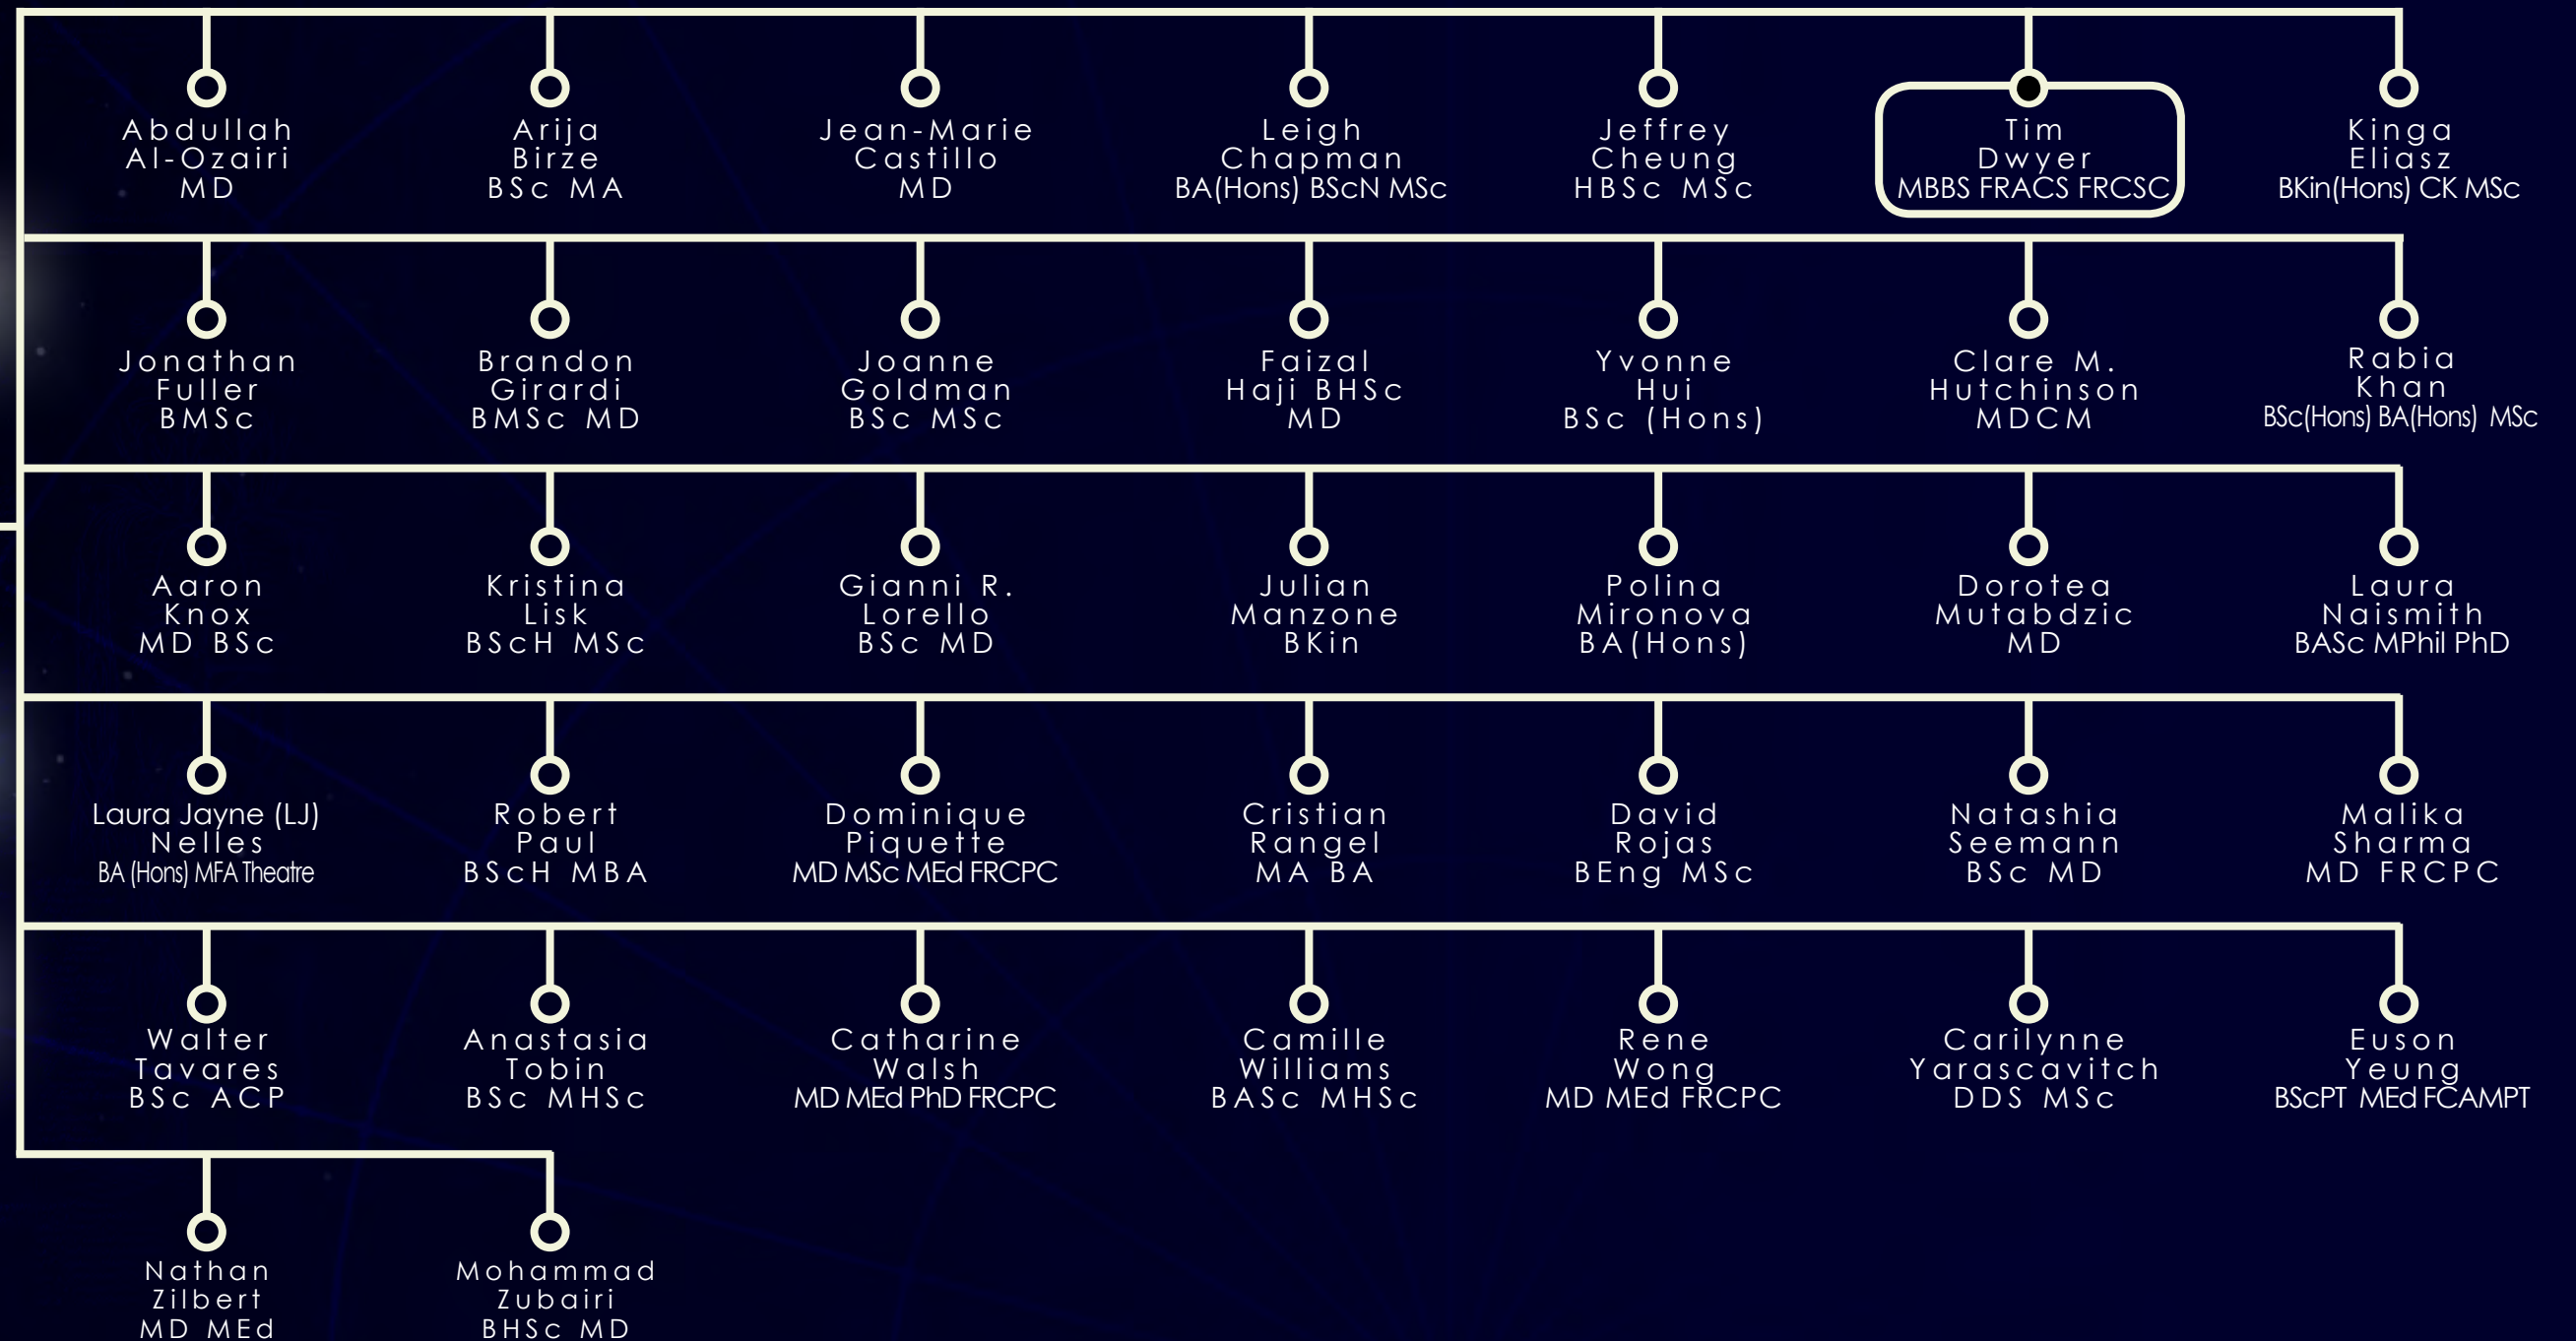 Abdullah
Al-Ozairi
MD
Arija
Birze
BSc MA
Jean-Marie
Castillo
MD
Leigh
Chapman
BA(Hons) BScN MSc
Jeffrey
Cheung
HBSc MSc
Tim
Dwyer
MBBS FRACS FRCSC
Kinga
Eliasz
BKin(Hons) CK MSc
Jonathan
Fuller
BMSc
Brandon
Girardi
BMSc MD
Joanne
Goldman
BSc MSc
Faizal
Haji BHSc
MD
Yvonne
Hui
BSc (Hons)
Clare M.
Hutchinson
MDCM
Rabia
Khan
BSc(Hons) BA(Hons) MSc
Aaron
Knox
MD BSc
Kristina
Lisk
BScH MSc
Gianni R.
Lorello
BSc MD
Julian
Manzone
BKin
Polina
Mironova
BA(Hons)
Dorotea
Mutabdzic
MD
Laura
Naismith
BASc MPhil PhD
Laura Jayne (LJ)
Nelles
BA (Hons) MFA Theatre
Robert
Paul
BScH MBA
Dominique
Piquette
MD MSc MEd FRCPC
Cristian
Rangel
MA BA
David
Rojas
BEng MSc
Natashia
Seemann
BSc MD
Malika
Sharma
MD FRCPC
Walter
Tavares
BSc ACP
Anastasia
Tobin
BSc MHSc
Catharine
Walsh
MD MEd PhD FRCPC
Camille
Williams
BASc MHSc
Rene
Wong
MD MEd FRCPC
Carilynne
Yarascavitch
DDS MSc
Euson
Yeung
BScPT MEd FCAMPT
Nathan
Zilbert
MD MEd
Mohammad
Zubairi
BHSc MD